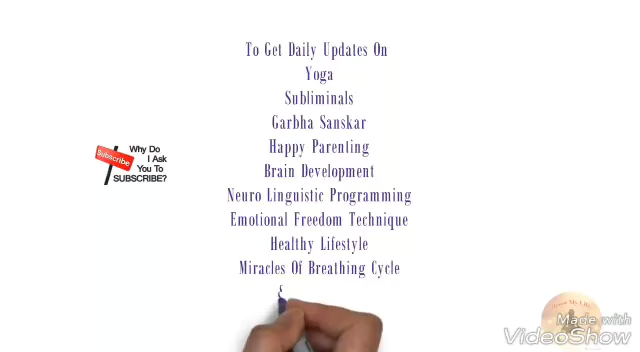 To Get Daily Updates On
Yoga
Subliminals
Garbha Sanskar
Happy Parenting
Brain Development
Neuro Linguistic Programming
Emotional Freedom Technique
Healthy Lifestyle
Miracles Of Breathing Cycle
Subscribe
Why Do
I Ask
You To
SUBSCRIBE?
Made with
VideoShow